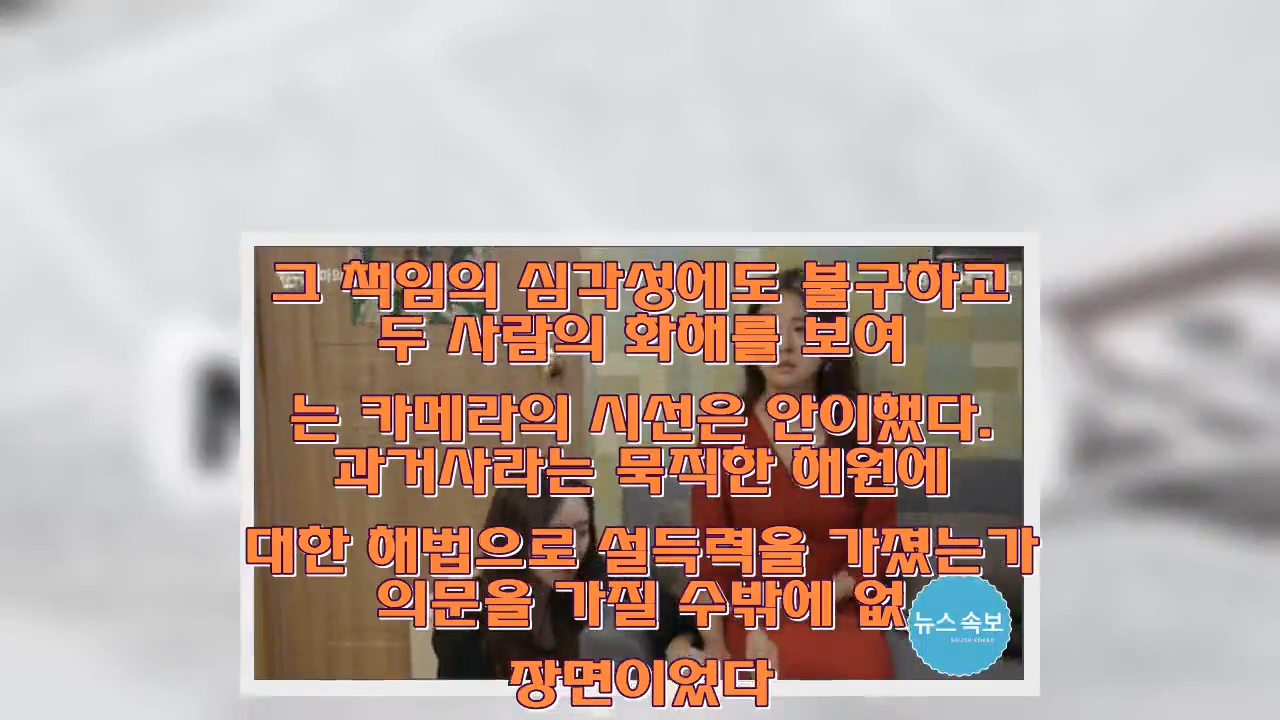 그 책임의 심각성에도 불구하고
두 사람의 화해를 보여
는 카메라의 시선은 안이했다.
과거사라는 묵직한 해원에
대한 해법으로 설득력을 가졌는가
의문을 가질 수밖에 없
장면이었다
뉴스 속보
SOUTH KOREA